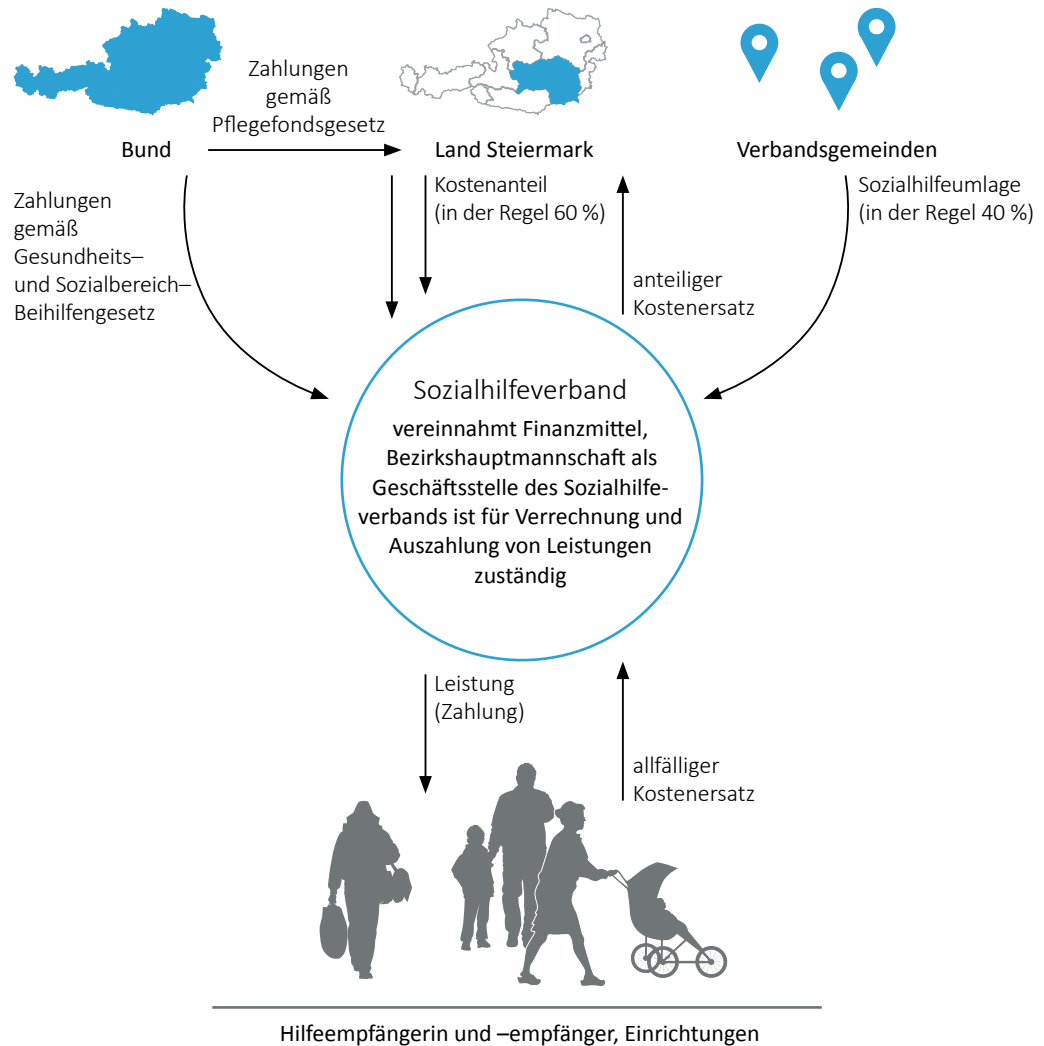 Zahlungen
gemäß
Pflegefondsgesetz
Bund
Land Steiermark
Verbandsgemeinden
Zahlungen
gemäß
Gesundheits–
und Sozialbereich–
Beihilfengesetz
Kostenanteil
(in der Regel 60 %)
anteiliger
Kostenersatz
Sozialhilfeumlage
(in der Regel 40 %)
Sozialhilfeverband
vereinnahmt Finanzmittel,
Bezirkshauptmannschaft als
Geschäftsstelle des Sozialhilfe-
verbands ist für Verrechnung und
Auszahlung von Leistungen
zuständig
Leistung
(Zahlung)
allfälliger
Kostenersatz
Hilfeempfängerin und –empfänger, Einrichtungen